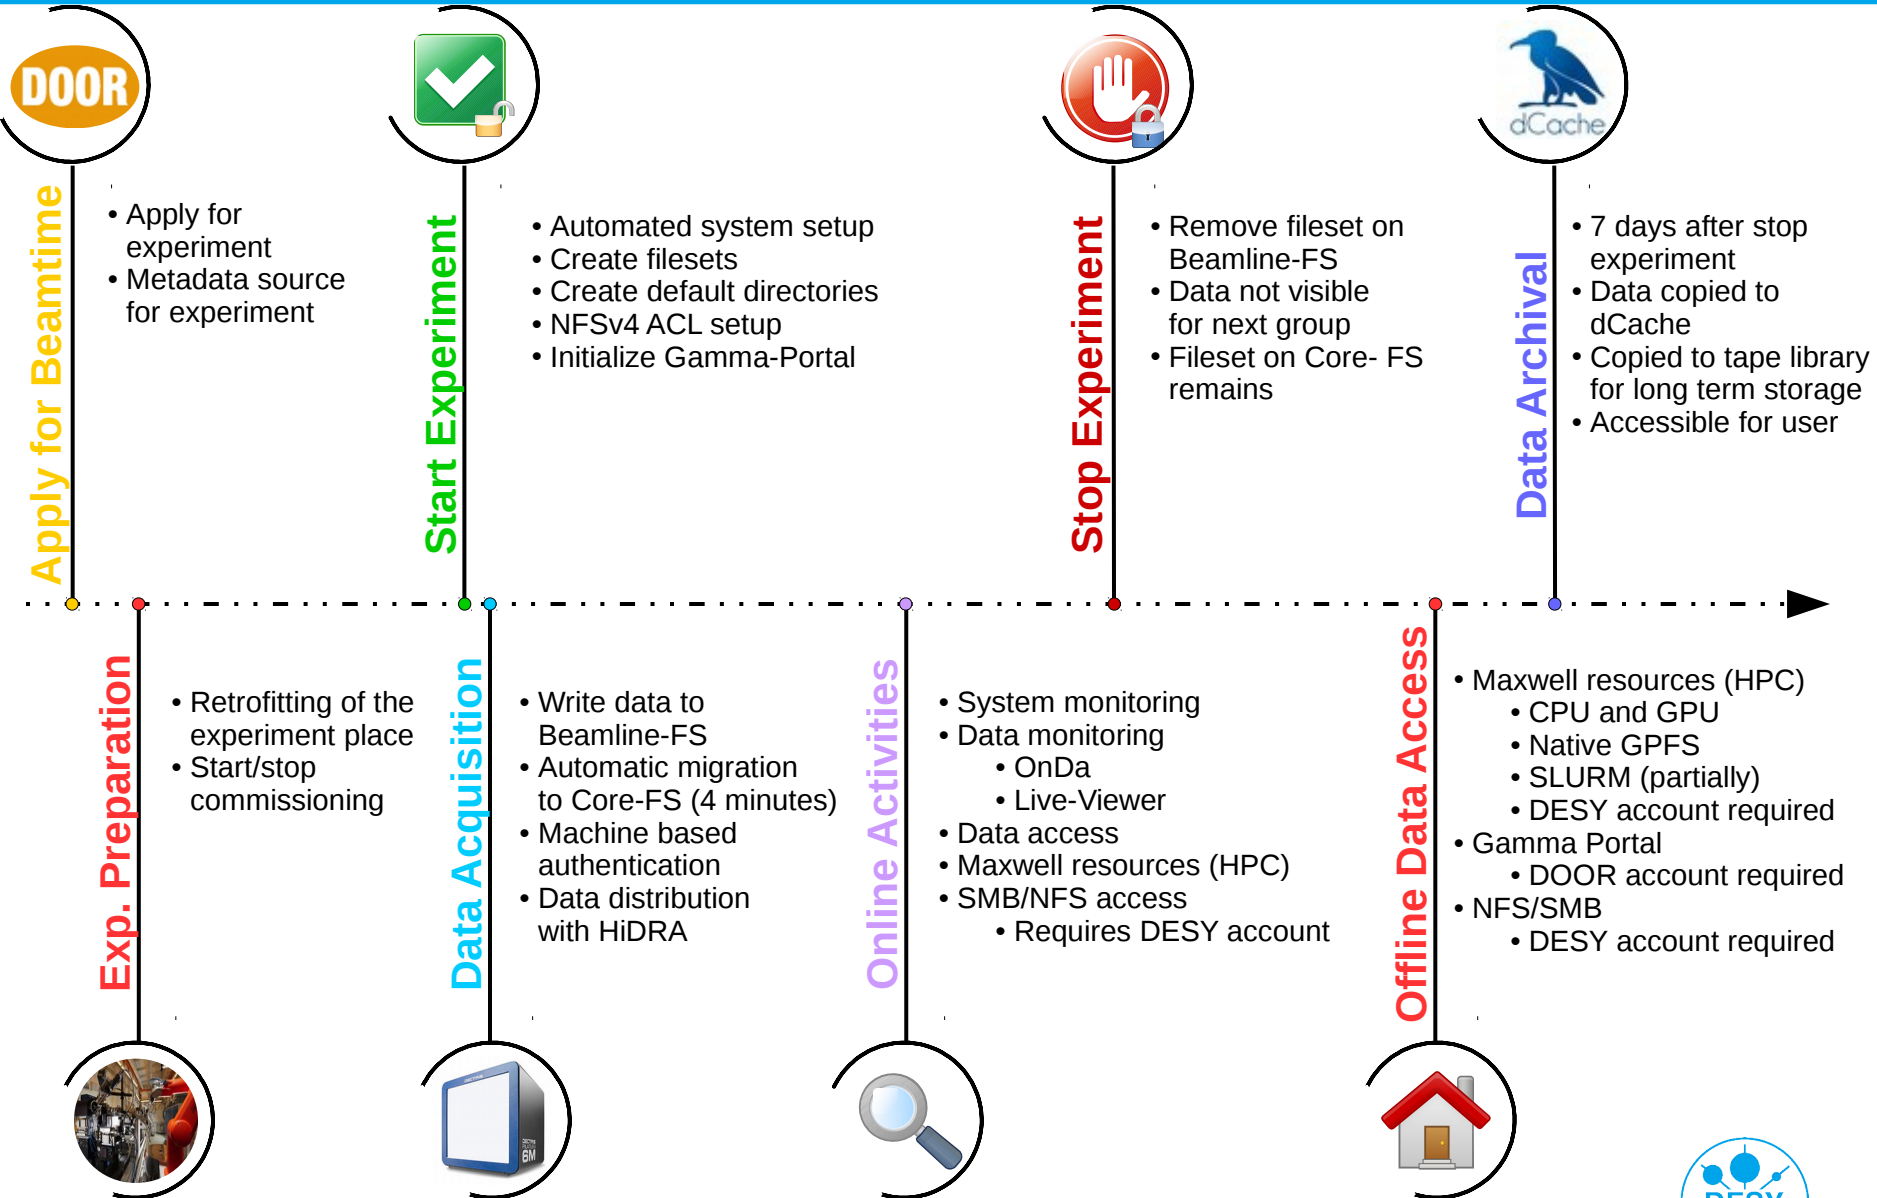 DOOR
dCache
Apply for Beamtime
• Apply for
experiment
• Metadata source
for experiment
Start Experiment
• Automated system setup
• Create filesets
• Create default directories
• NFSv4 ACL setup
• Initialize Gamma-Portal
Stop Experiment
• Remove fileset on
Beamline-FS
• Data not visible
for next group
• Fileset on Core- FS
remains
Data Archival
• 7 days after stop
experiment
• Data copied to
dCache
• Copied to tape library
for long term storage
• Accessible for user
Exp. Preparation
• Retrofitting of the
experiment place
• Start/stop
commissioning
Data Acquisition
• Write data to
Beamline-FS
• Automatic migration
to Core-FS (4 minutes)
• Machine based
authentication
• Data distribution
with HiDRA
Online Activities
• System monitoring
• Data monitoring
• OnDa
• Live-Viewer
• Data access
• Maxwell resources (HPC)
• SMB/NFS access
• Requires DESY account
Offline Data Access
• Maxwell resources (HPC)
• CPU and GPU
• Native GPFS
• SLURM (partially)
• DESY account required
• Gamma Portal
• DOOR account required
• NFS/SMB
• DESY account required
6M
DESY